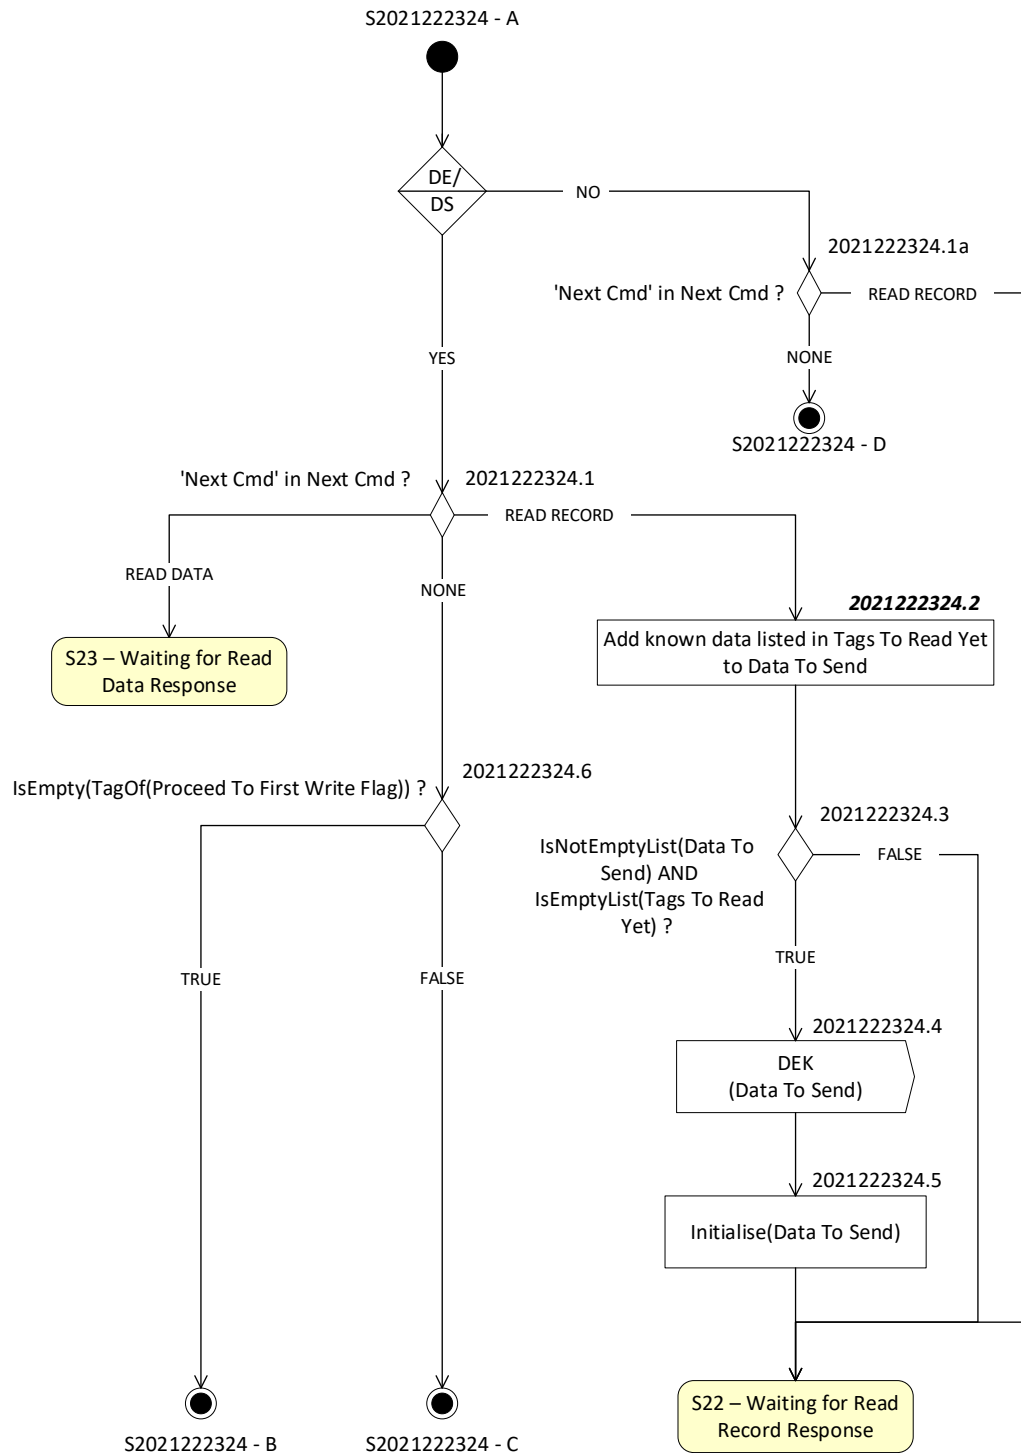 S2021222324 - A
DE/
DS
NO
2021222324.1a
'Next Cmd' in Next Cmd ?
READ RECORD
YES
NONE
S2021222324 - D
'Next Cmd' in Next Cmd ?
2021222324.1
READ RECORD
READ DATA
NONE
2021222324.2
Add known data listed in Tags To Read Yet
to Data To Send
S23 – Waiting for Read
Data Response
IsEmpty(TagOf(Proceed To First Write Flag)) ?
2021222324.6
2021222324.3
IsNotEmptyList(Data To
Send) AND
IsEmptyList(Tags To Read
Yet) ?
FALSE
TRUE
TRUE
FALSE
2021222324.4
DEK
(Data To Send)
2021222324.5
Initialise(Data To Send)
S22 – Waiting for Read
Record Response
S2021222324 - B
S2021222324 - C